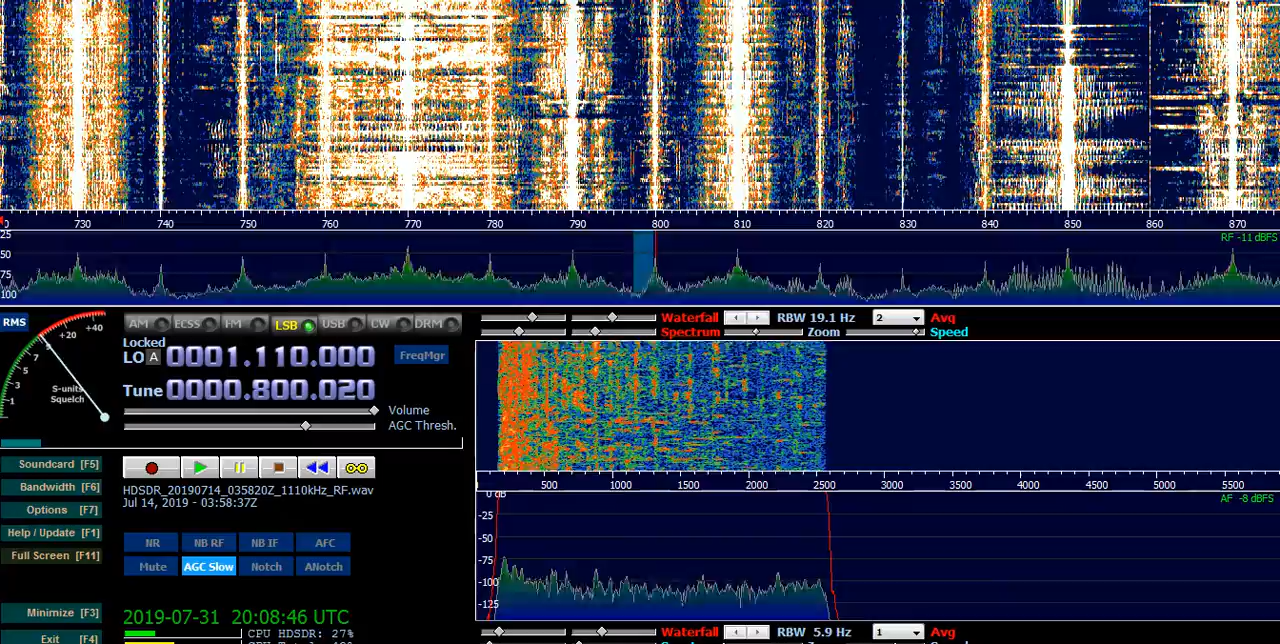 0 730 740 750 760 770 780 790 800 810 820 830 840 850 860 870
25 RF -11 dBFS
50
75
100
RMS AM ECSS FM LSB USB CW DRM
+20 +40
Locked
LO A 0001.110.000 FreqMgr
Tune 0000.800.020
S-units
Squelch
1 3 5 7 9
Volume
AGC Thresh.
Waterfall RBW 19.1 Hz 2 Avg
Spectrum Zoom Speed
Soundcard [F5]
Bandwidth [F6]
Options [F7]
Help / Update [F1]
Full Screen [F11]
HDSDR_20190714_035820Z_1110kHz_RF.wav
Jul 14, 2019 - 03:58:37Z
NR NB RF NB IF AFC
Mute AGC Slow Notch ANotch
500 1000 1500 2000 2500 3000 3500 4000 4500 5000 5500
0 dB AF -8 dBFS
-25
-50
-75
-100
-125
Minimize [F3]
Exit [F4]
2019-07-31 20:08:46 UTC
CPU HDSDR: 27%
Waterfall RBW 5.9 Hz 1 Avg